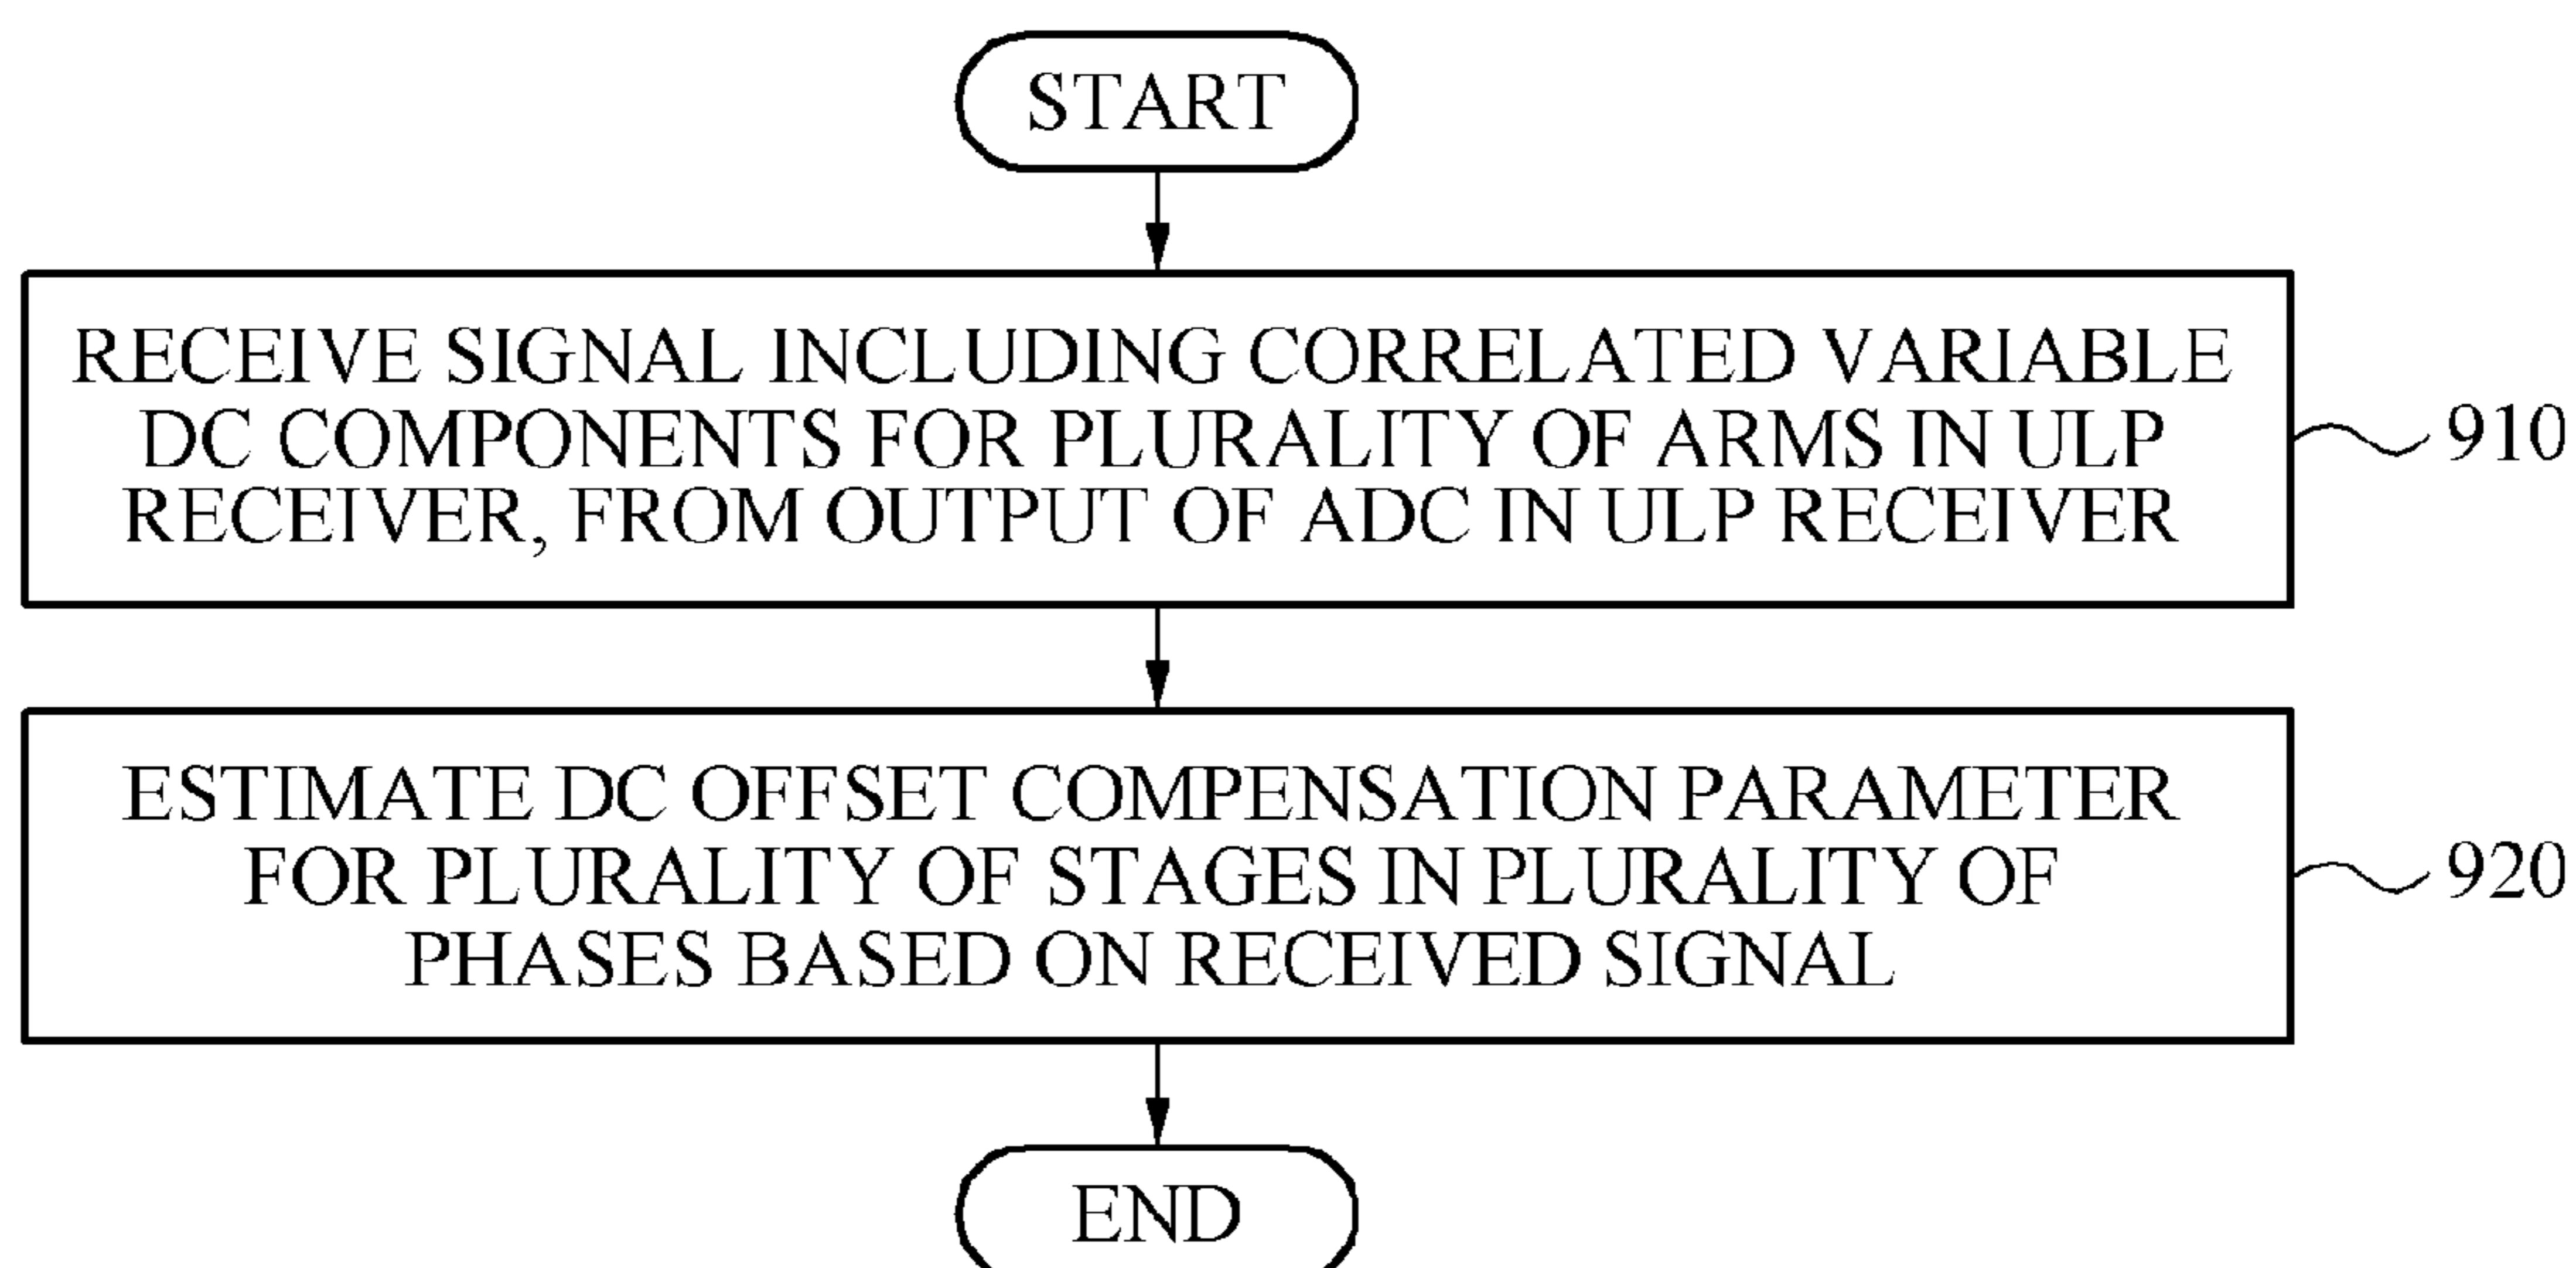 START
RECEIVE SIGNAL INCLUDING CORRELATED VARIABLE
DC COMPONENTS FOR PLURALITY OF ARMS IN ULP
RECEIVER, FROM OUTPUT OF ADC IN ULP RECEIVER
910
ESTIMATE DC OFFSET COMPENSATION PARAMETER
FOR PLURALITY OF STAGES IN PLURALITY OF
PHASES BASED ON RECEIVED SIGNAL
920
END